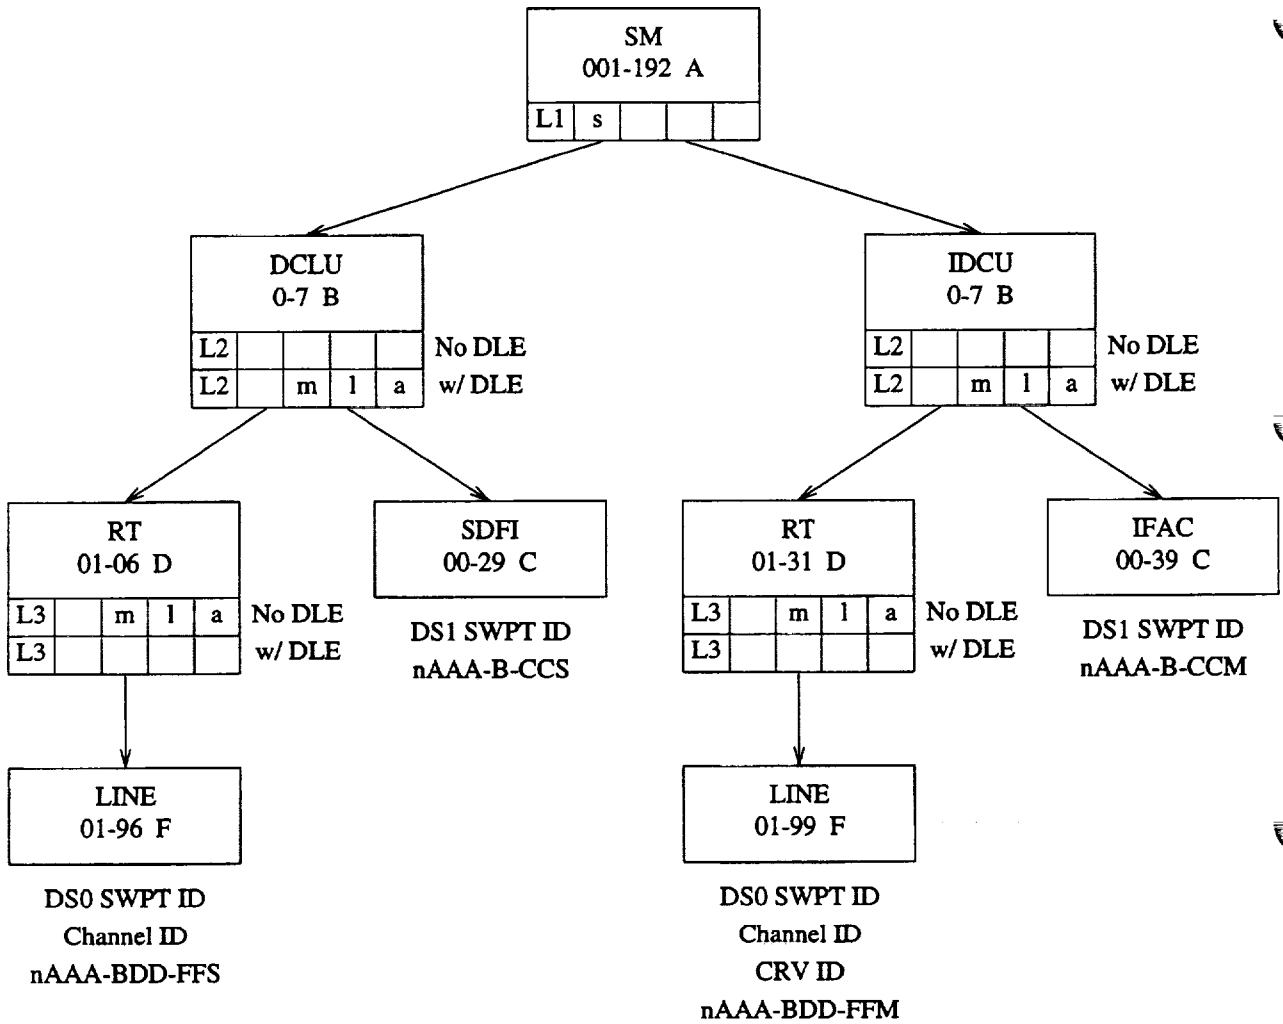 SM
001-192 A
L1 s
DCLU
0-7 B
L2
No DLE
L2 m l a
w/ DLE
IDCU
0-7 B
L2
No DLE
L2 m l a
w/ DLE
RT
01-06 D
L3 m l a
No DLE
L3
w/ DLE
SDFI
00-29 C
DS1 SWPT ID
nAAA-B-CCS
RT
01-31 D
L3 m l a
No DLE
L3
w/ DLE
IFAC
00-39 C
DS1 SWPT ID
nAAA-B-CCM
LINE
01-96 F
DS0 SWPT ID
Channel ID
nAAA-BDD-FFS
LINE
01-99 F
DS0 SWPT ID
Channel ID
CRV ID
nAAA-BDD-FFM